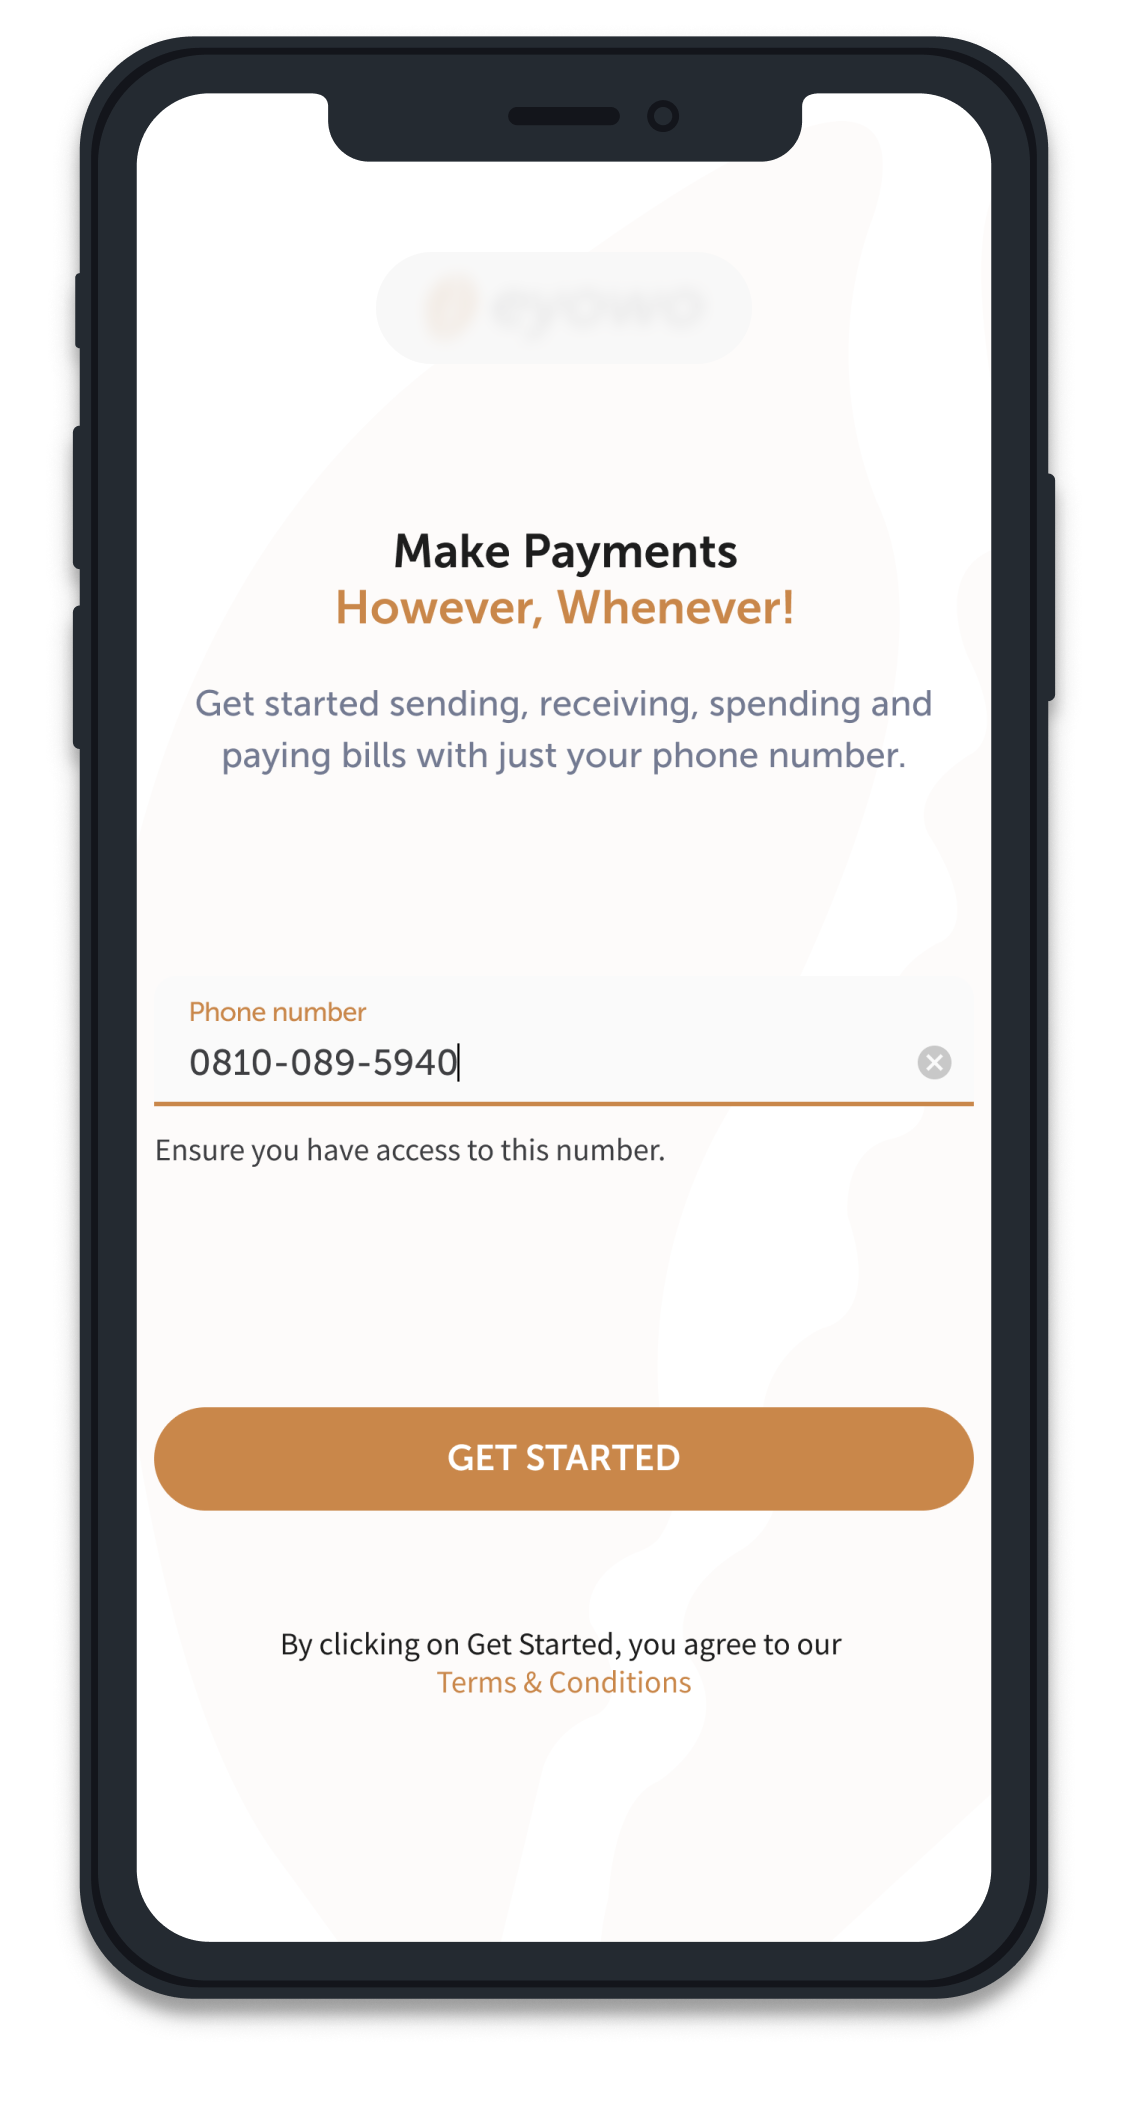 eyowo
Make Payments
However, Whenever!
Get started sending, receiving, spending and
paying bills with just your phone number.
Phone number
0810-089-5940
Ensure you have access to this number.
GET STARTED
By clicking on Get Started, you agree to our
Terms & Conditions